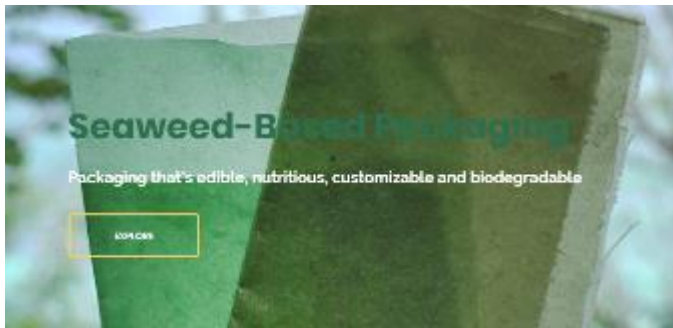 Seaweed-Based Packaging
Packaging that's edible, nutritious, customizable and biodegradable
EXPLORE